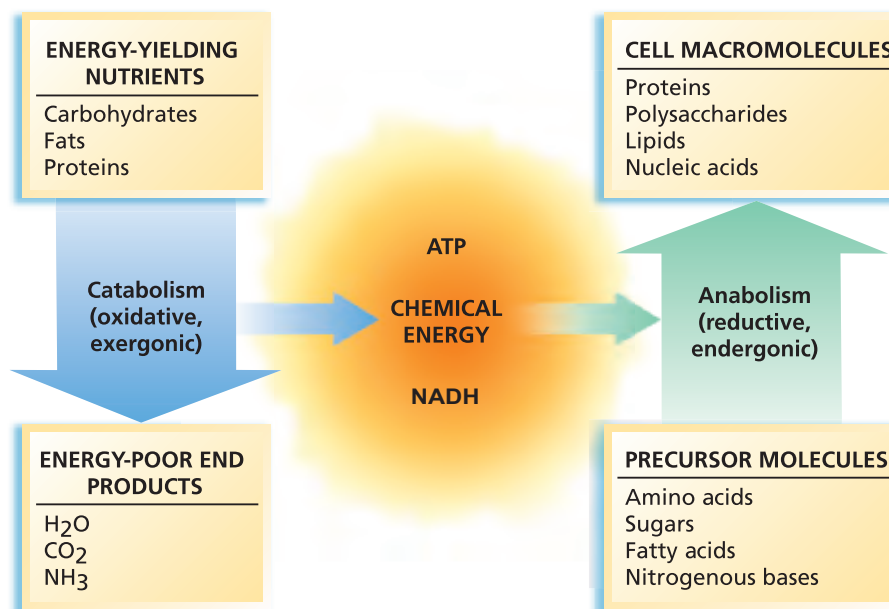 ENERGY-YIELDING
NUTRIENTS
Carbohydrates
Fats
Proteins
Catabolism
(oxidative,
exergonic)
ENERGY-POOR END
PRODUCTS
H₂O
CO₂
NH₃
ATP
CHEMICAL
ENERGY
NADH
CELL MACROMOLECULES
Proteins
Polysaccharides
Lipids
Nucleic acids
Anabolism
(reductive,
endergonic)
PRECURSOR MOLECULES
Amino acids
Sugars
Fatty acids
Nitrogenous bases